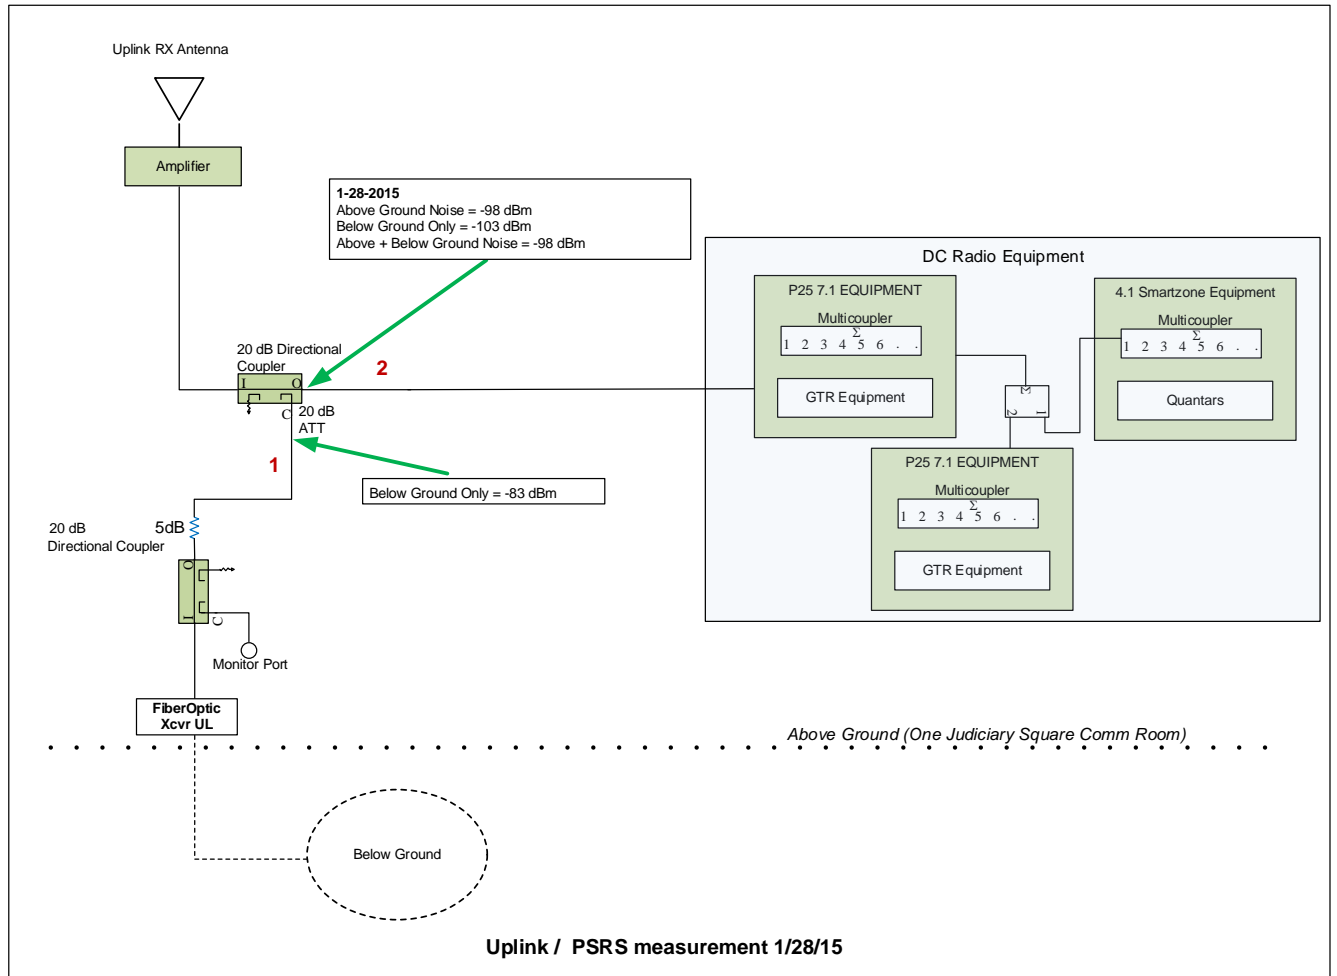 Uplink RX Antenna
Amplifier
1-28-2015
Above Ground Noise = -98 dBm
Below Ground Only = -103 dBm
Above + Below Ground Noise = -98 dBm
20 dB Directional
Coupler
I O
C
20 dB
ATT
2
1
Below Ground Only = -83 dBm
DC Radio Equipment
P25 7.1 EQUIPMENT
Multicoupler
Σ
1 2 3 4 5 6 . .
GTR Equipment
4.1 Smartzone Equipment
Multicoupler
Σ
1 2 3 4 5 6 . .
Quantars
Σ
2 1
P25 7.1 EQUIPMENT
Multicoupler
Σ
1 2 3 4 5 6 . .
GTR Equipment
5dB
20 dB
Directional Coupler
O
I C
Monitor Port
FiberOptic
Xcvr UL
Above Ground (One Judiciary Square Comm Room)
Below Ground
Uplink / PSRS measurement 1/28/15